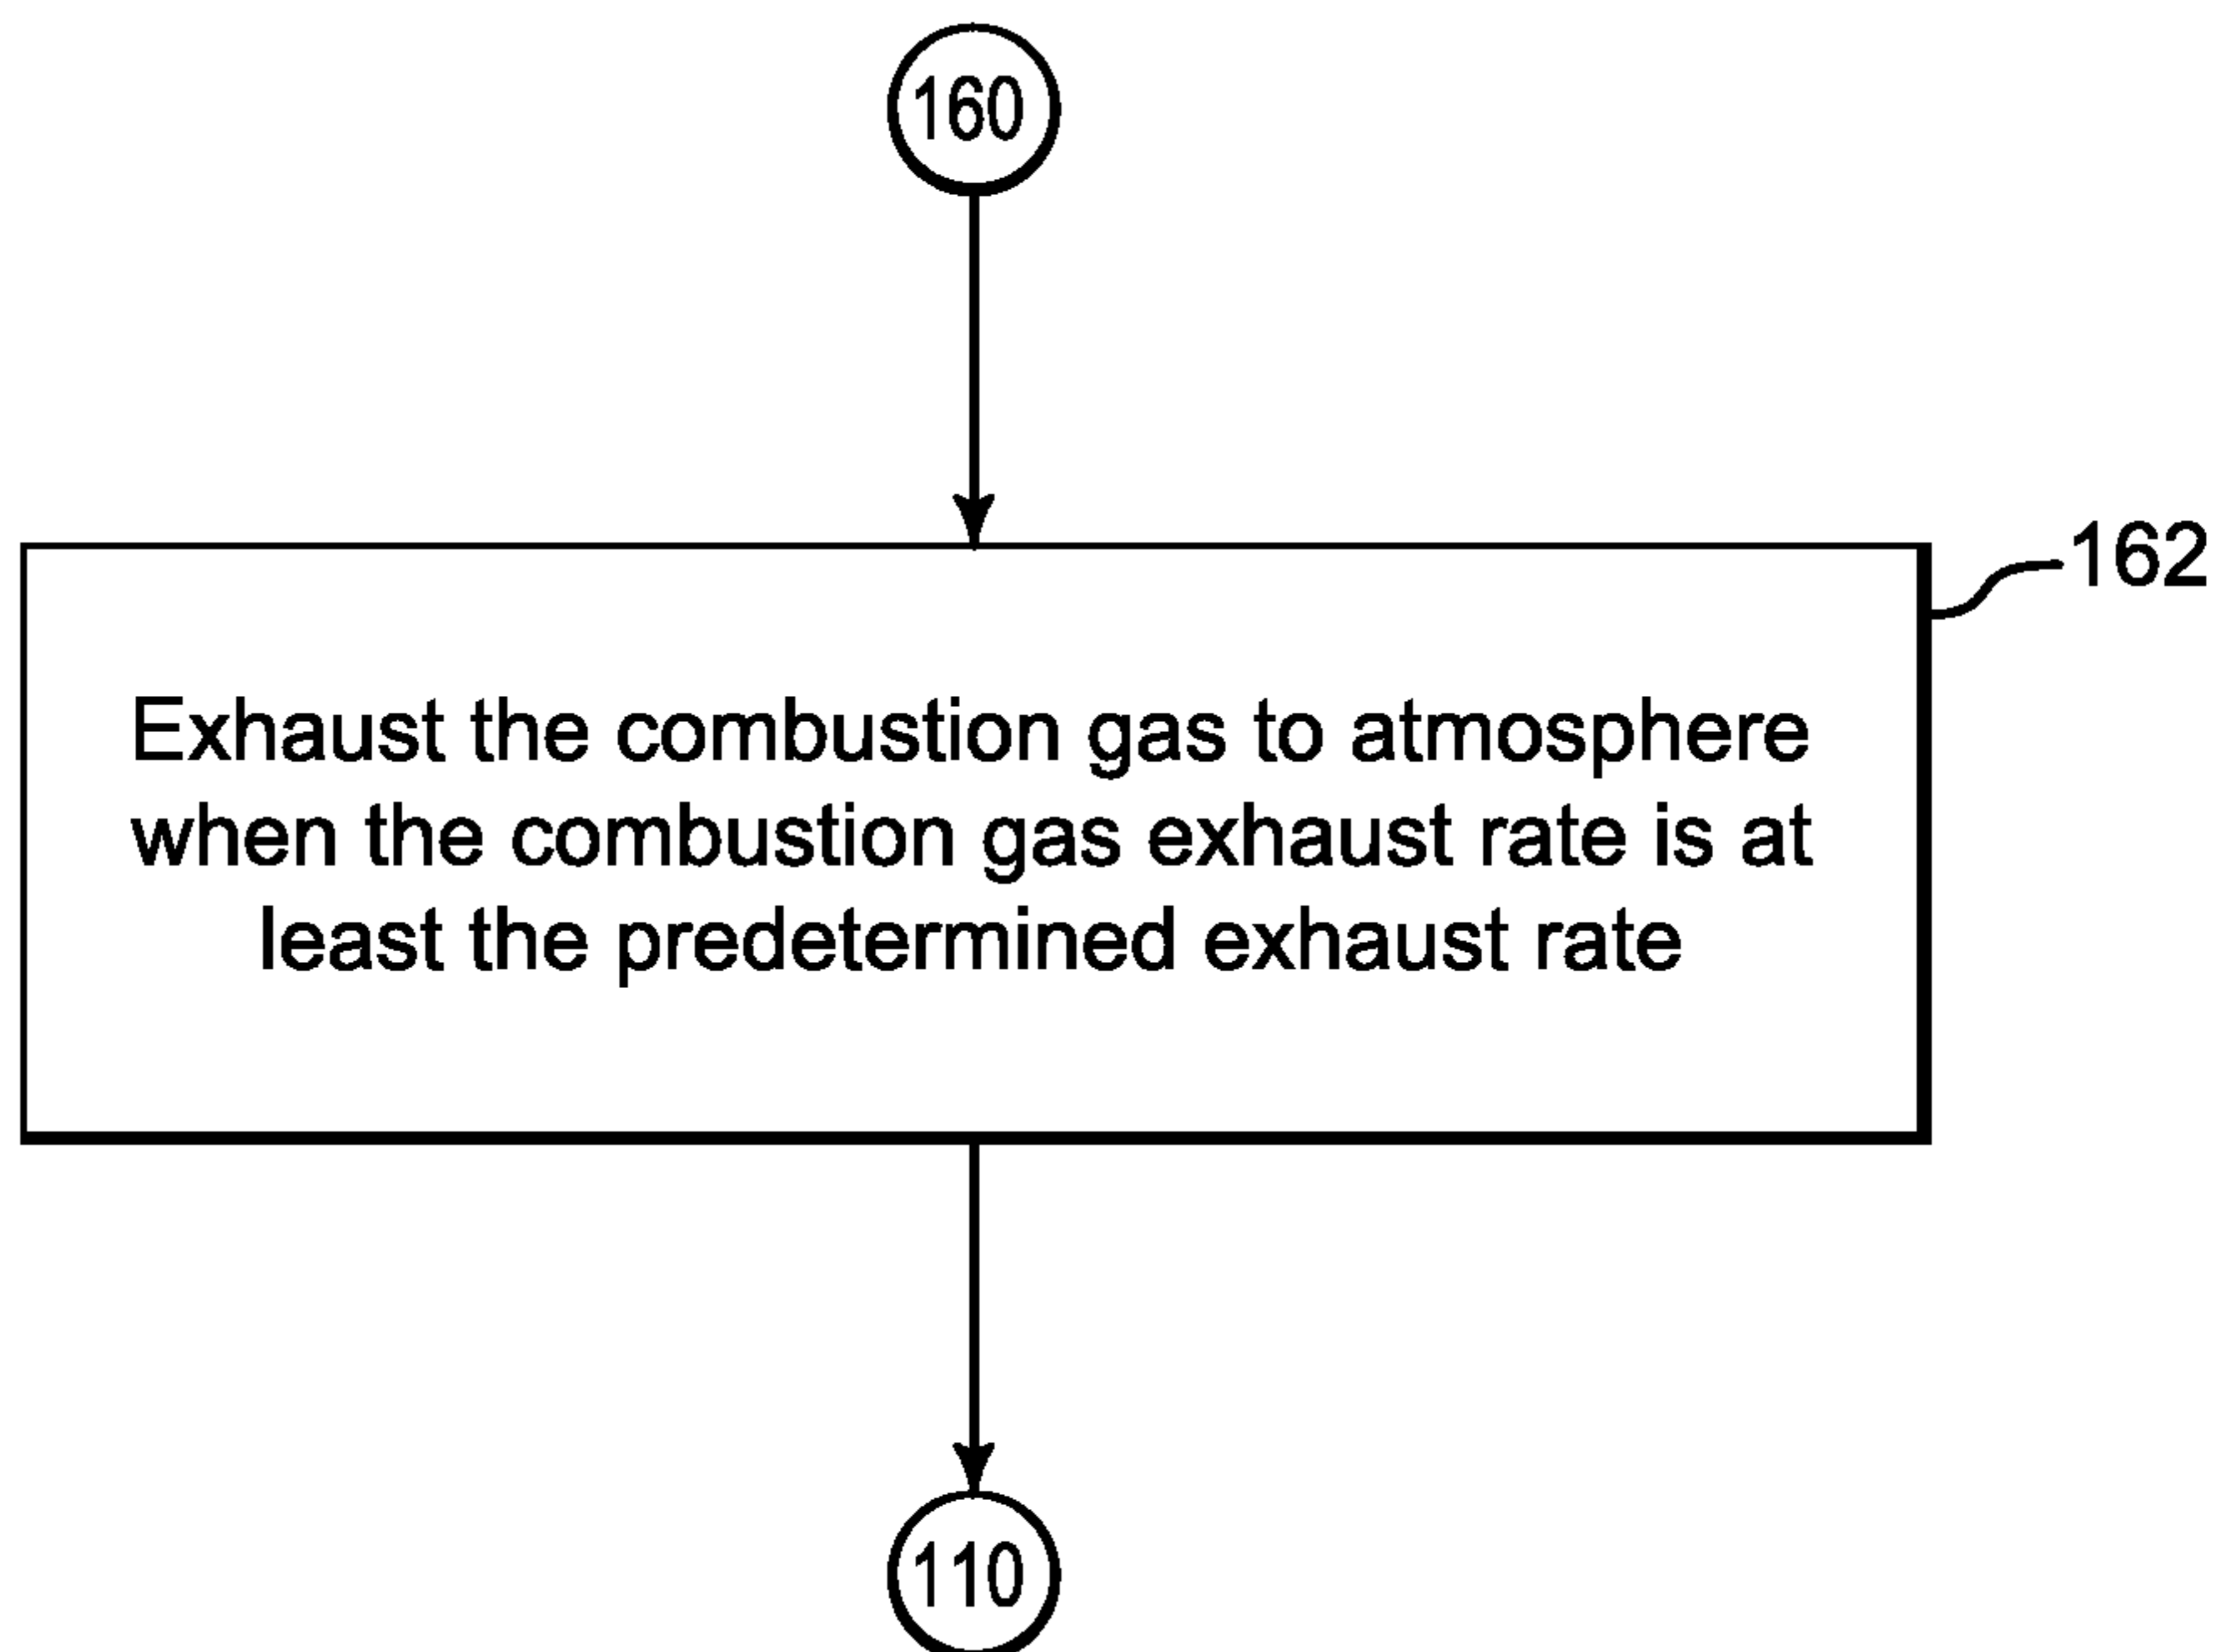 160
162
Exhaust the combustion gas to atmosphere
when the combustion gas exhaust rate is at
least the predetermined exhaust rate
110